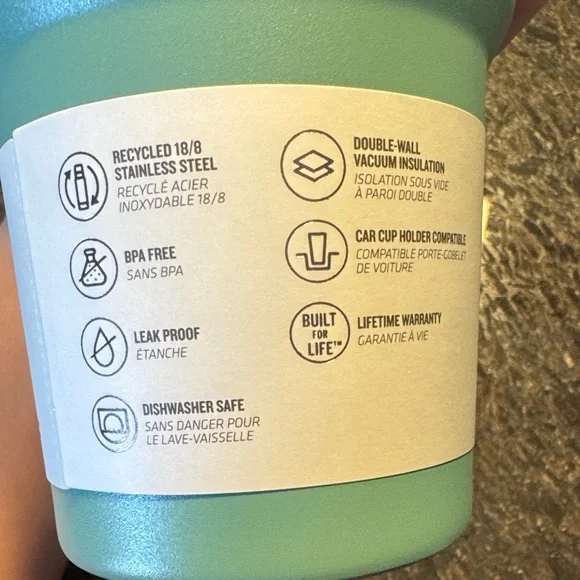 RECYCLED 18/8
STAINLESS STEEL
RECYCLÉ ACIER
INOXYDABLE 18/8
BPA FREE
SANS BPA
LEAK PROOF
ÉTANCHE
DISHWASHER SAFE
SANS DANGER POUR
LE LAVE-VAISSELLE
DOUBLE-WALL
VACUUM INSULATION
ISOLATION SOUS VIDE
À PAROI DOUBLE
CAR CUP HOLDER COMPATIBLE
COMPATIBLE PORTE-GOBELET
DE VOITURE
BUILT
FOR
LIFE™
LIFETIME WARRANTY
GARANTIE À VIE